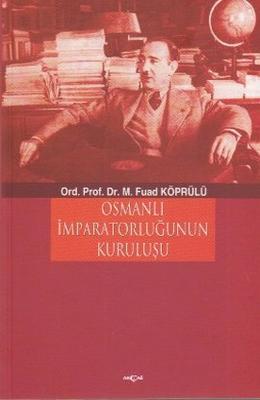 Ord. Prof. Dr. M. Fuad KÖPRÜLÜ
OSMANLI
İMPARATORLUĞUNUN
KURULUŞU
AKÇAĞ